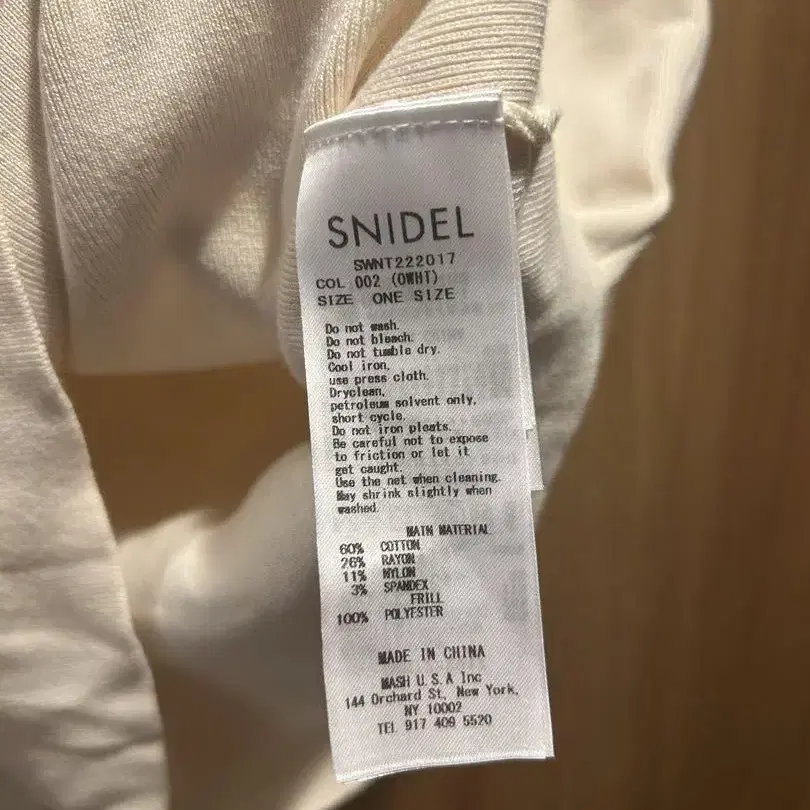 SNIDEL
SWNT222017
COL 002 (OWHT)
SIZE ONE SIZE
Do not wash.
Do not bleach.
Do not tumble dry.
Cool iron,
use press cloth.
Dryclean,
petroleum solvent only,
short cycle.
Do not iron pleats.
Be careful not to expose
to friction or let it
get caught.
Use the net when cleaning.
May shrink slightly when
washed.
MAIN MATERIAL
60% COTTON
26% RAYON
11% NYLON
3% SPANDEX
FRILL
100% POLYESTER
MADE IN CHINA
MASH U.S.A Inc
144 Orchard St., New York,
NY 10002
TEL 917 409 5520